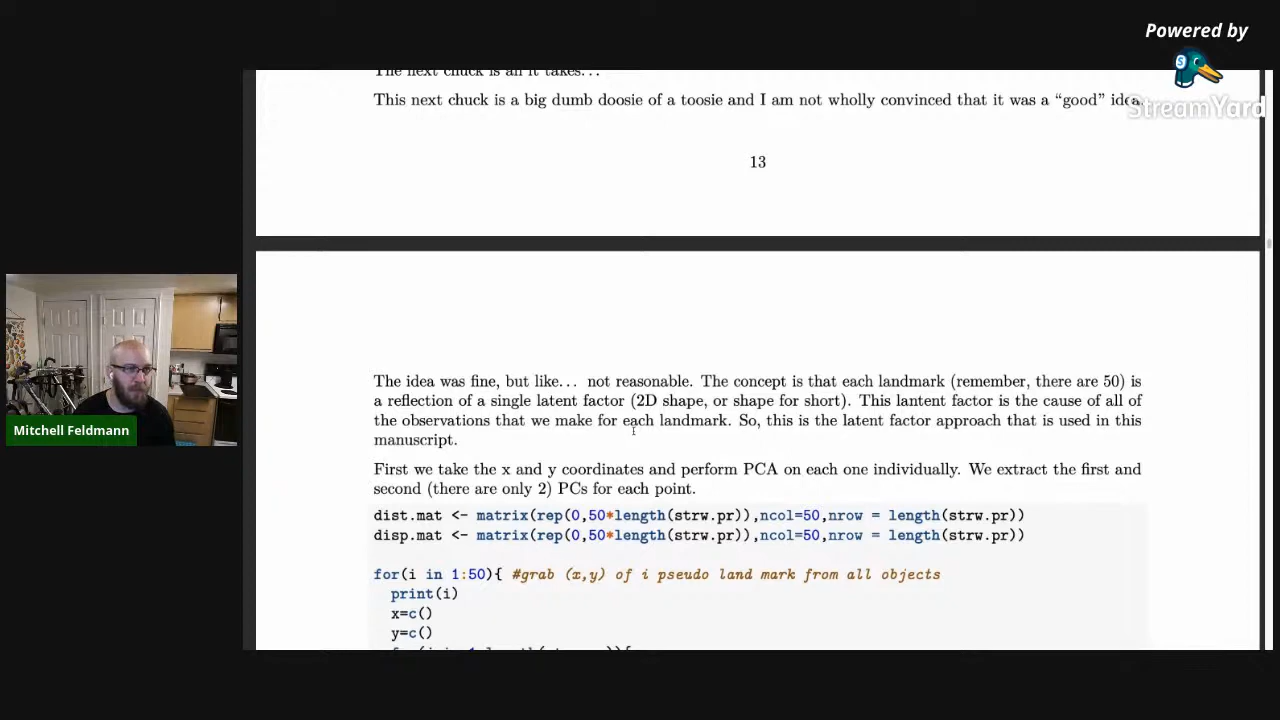 Powered by
StreamYard
The next chuck is all it takes...
This next chuck is a big dumb doosie of a toosie and I am not wholly convinced that it was a “good” idea.
13
The idea was fine, but like... not reasonable. The concept is that each landmark (remember, there are 50) is
a reflection of a single latent factor (2D shape, or shape for short). This lantent factor is the cause of all of
the observations that we make for each landmark. So, this is the latent factor approach that is used in this
manuscript.
First we take the x and y coordinates and perform PCA on each one individually. We extract the first and
second (there are only 2) PCs for each point.
dist.mat <- matrix(rep(0,50*length(strw.pr)),ncol=50,nrow = length(strw.pr))
disp.mat <- matrix(rep(0,50*length(strw.pr)),ncol=50,nrow = length(strw.pr))
for(i in 1:50){ #grab (x,y) of i pseudo land mark from all objects
print(i)
x=c()
y=c()
Mitchell Feldmann